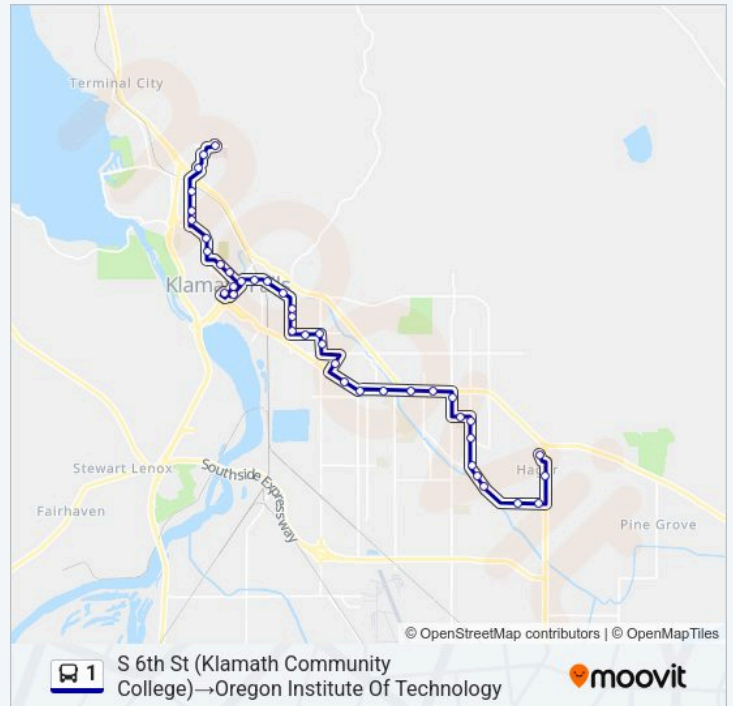 Terminal City
Klamath Falls
Stewart Lenox
Southside Expressway
Fairhaven
Hager
Pine Grove
© OpenStreetMap contributors | © OpenMapTiles
1
S 6th St (Klamath Community
College)→Oregon Institute Of Technology
moovit